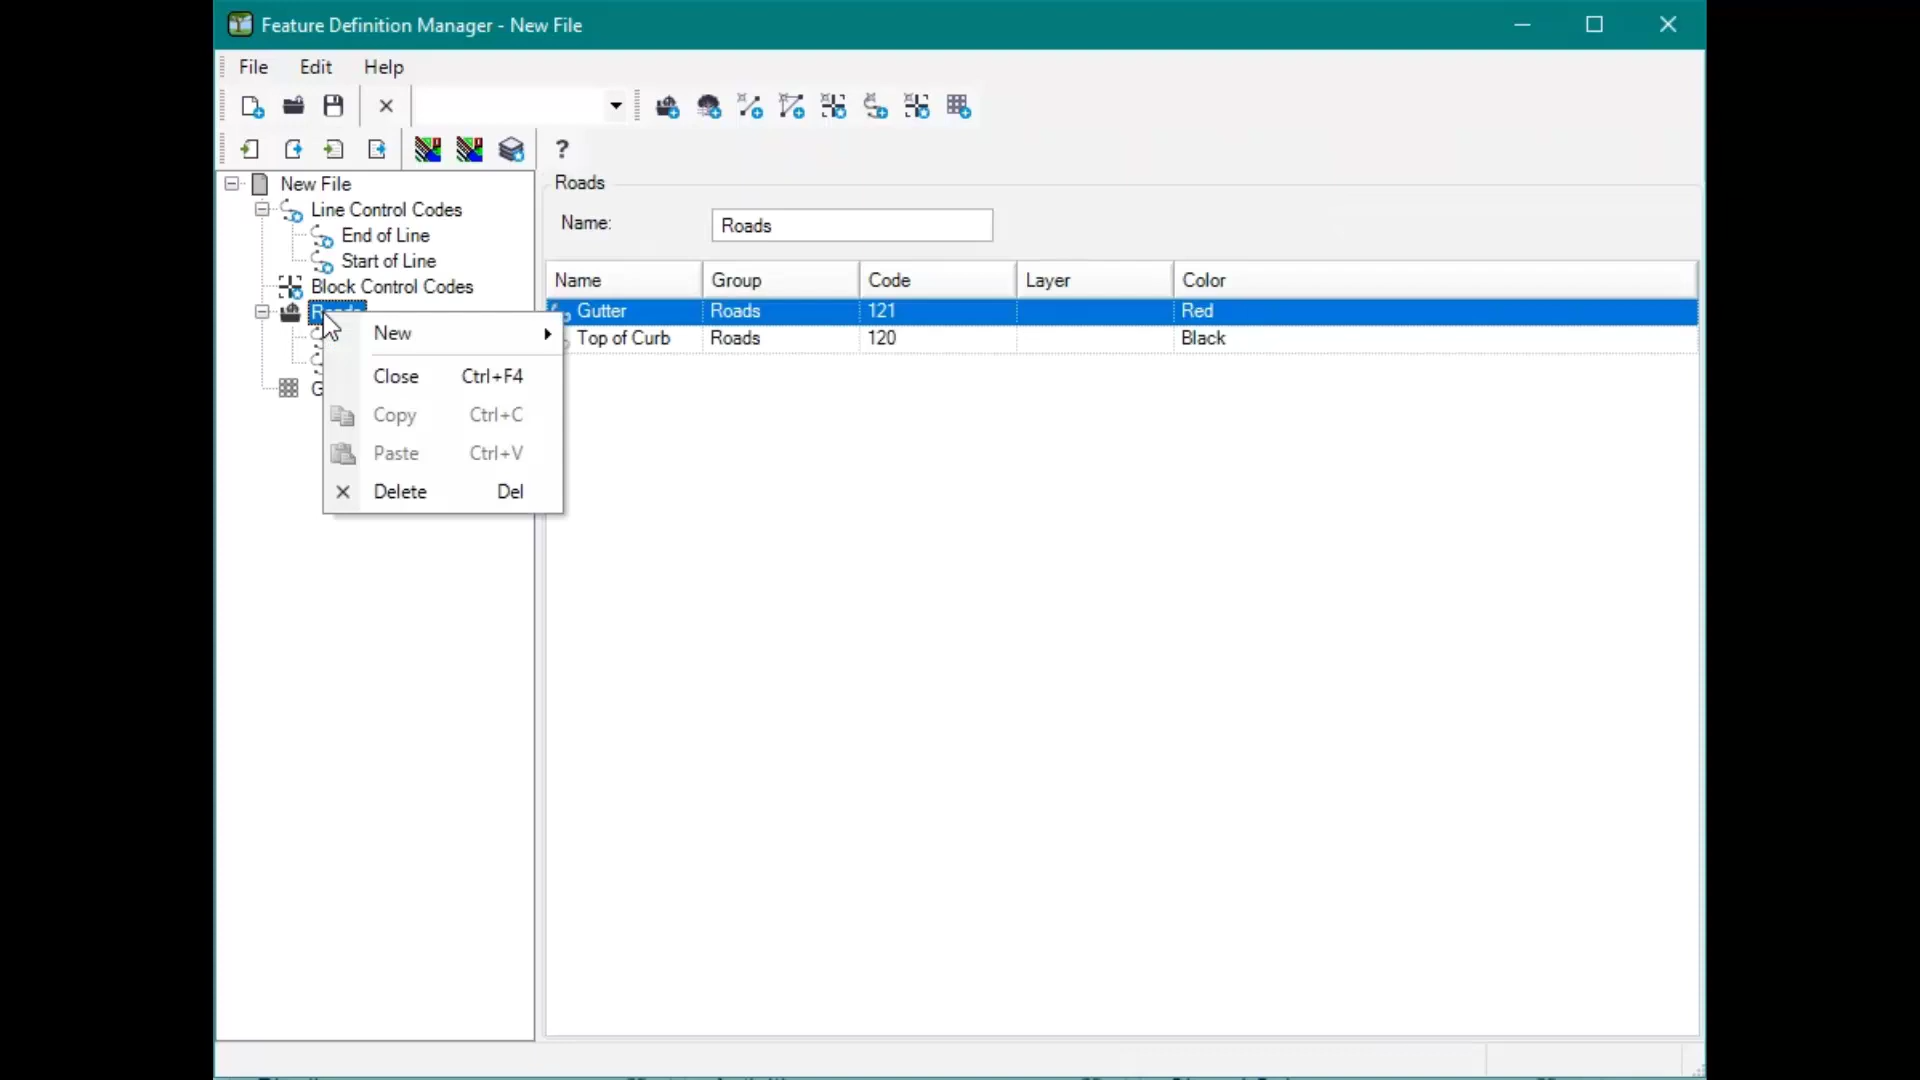 Feature Definition Manager - New File
File Edit Help
?
New File
Line Control Codes
End of Line
Start of Line
Block Control Codes
Roads
G
New
Close Ctrl+F4
Copy Ctrl+C
Paste Ctrl+V
Delete Del
Roads
Name: Roads
Name Group Code Layer Color
Gutter Roads 121 Red
Top of Curb Roads 120 Black